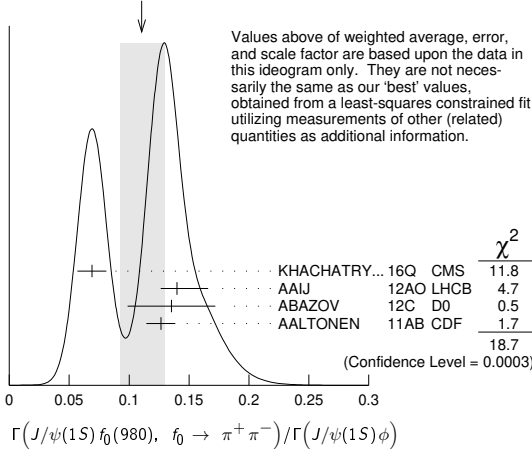 Values above of weighted average, error,
and scale factor are based upon the data in
this ideogram only. They are not neces-
sarily the same as our ‘best’ values,
obtained from a least-squares constrained fit
utilizing measurements of other (related)
quantities as additional information.
χ²
KHACHATRY... 16Q CMS 11.8
AAIJ 12AO LHCB 4.7
ABAZOV 12C D0 0.5
AALTONEN 11AB CDF 1.7
18.7
(Confidence Level = 0.0003)
0 0.05 0.1 0.15 0.2 0.25 0.3
Γ(J/ψ(1S) f₀(980), f₀ → π⁺ π⁻)/Γ(J/ψ(1S) ϕ)